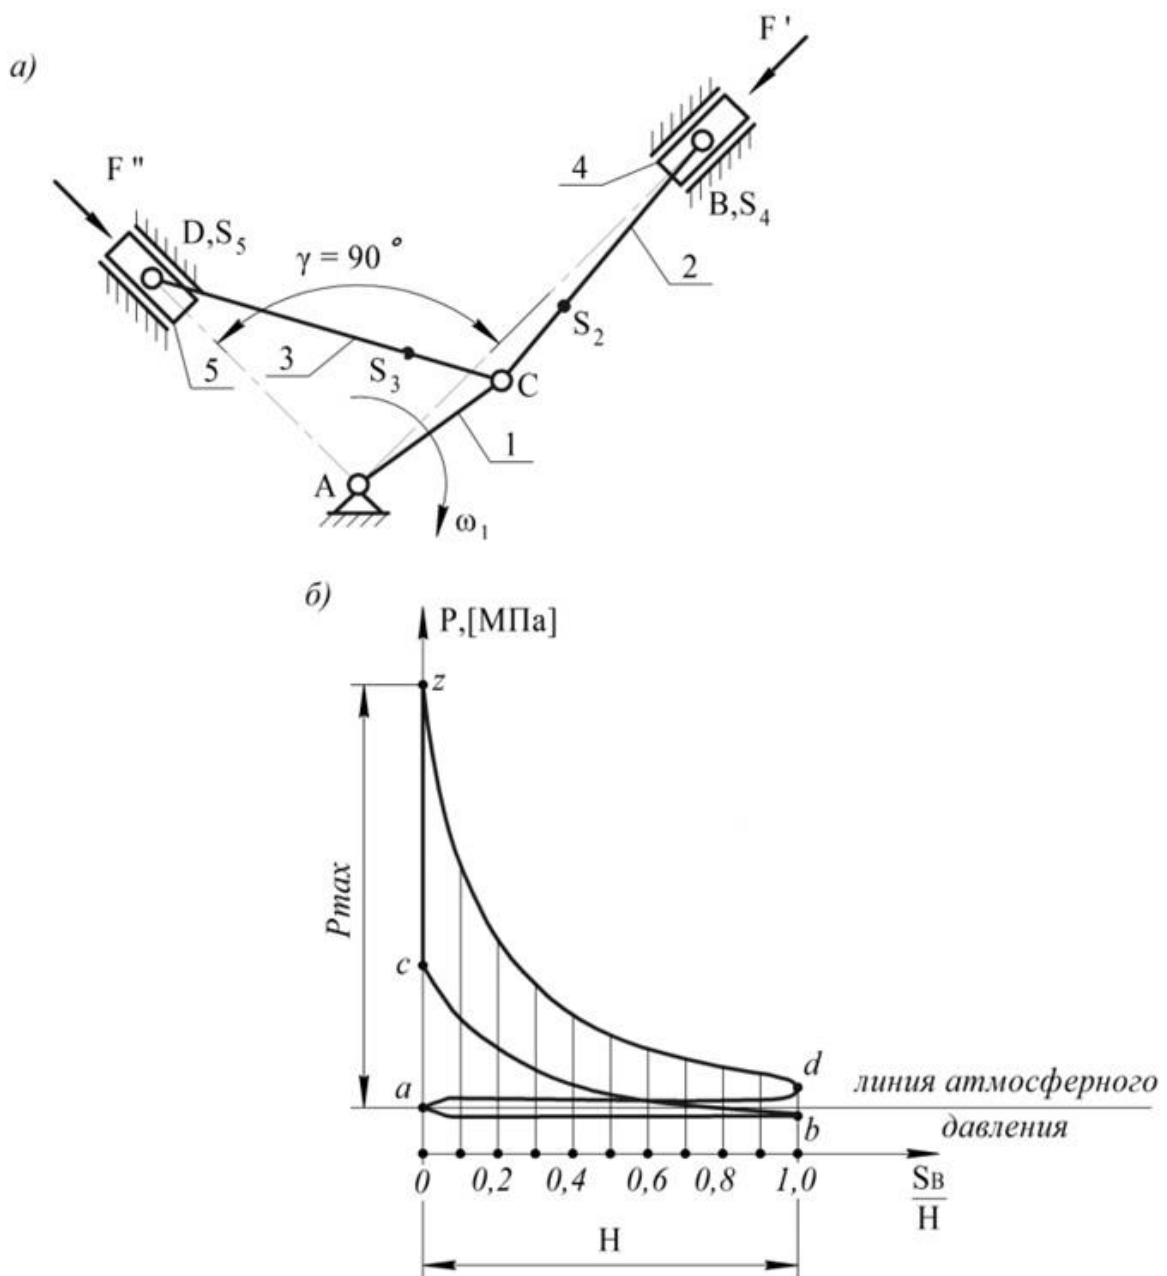 а)
F '
F "
4
D,S₅
B,S₄
γ = 90 °
2
S₂
5
3
S₃
C
1
A
ω₁
б)
P,[МПа]
z
Pmax
c
d
a
линия атмосферного
b
давления
0
0,2
0,4
0,6
0,8
1,0
Sв
H
H